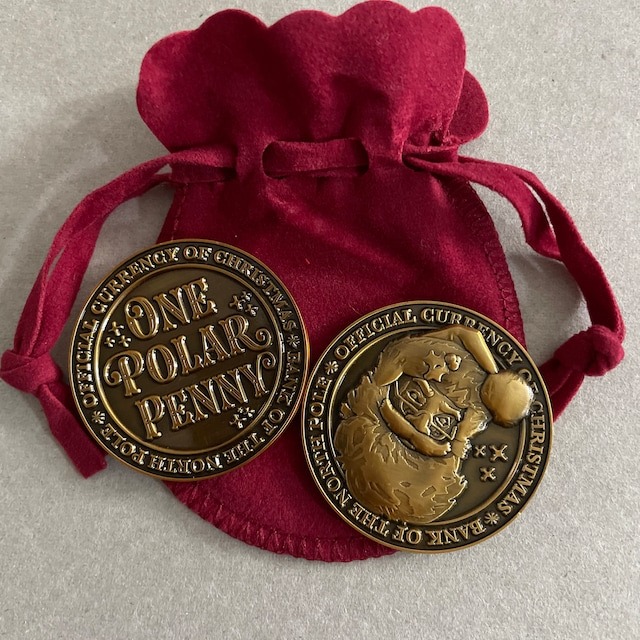 ✻ OFFICIAL CURRENCY OF CHRISTMAS ✻ BANK OF THE NORTH POLE
ONE
POLAR
PENNY
✻ OFFICIAL CURRENCY OF CHRISTMAS ✻ BANK OF THE NORTH POLE